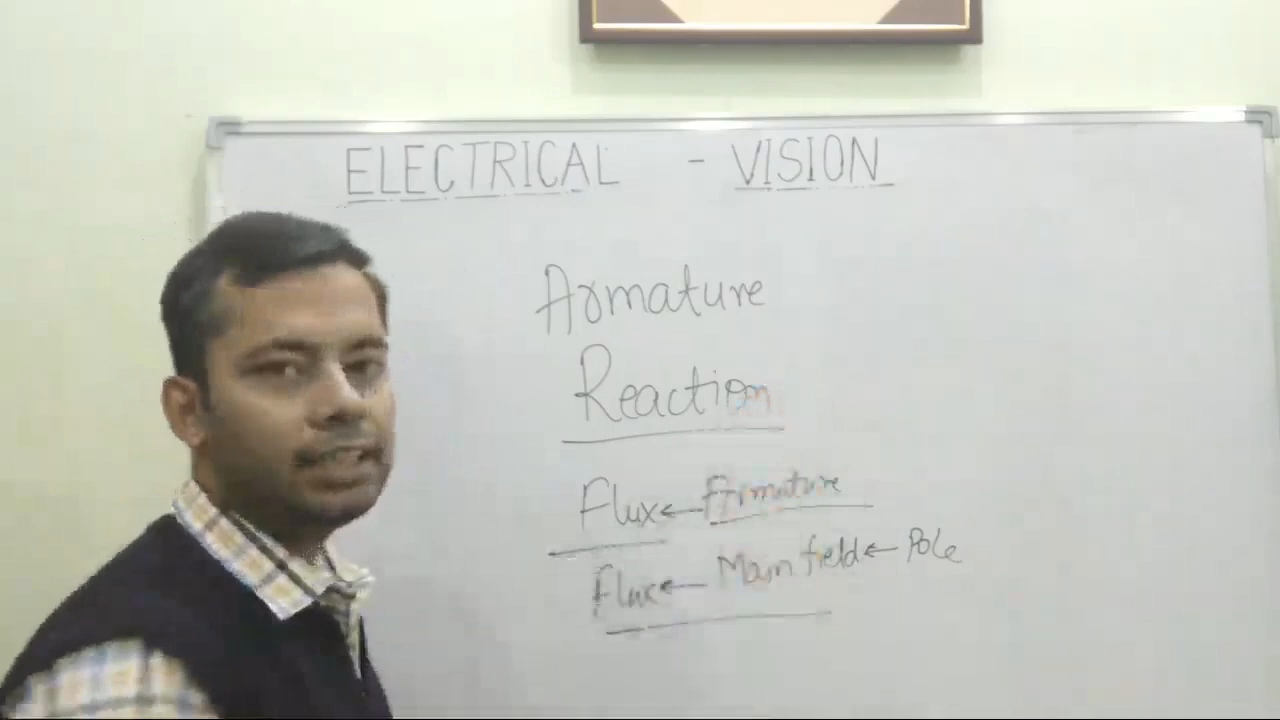 ELECTRICAL - VISION
Armature
Reaction
Flux ← Armature
Flux ← Main field ← Pole